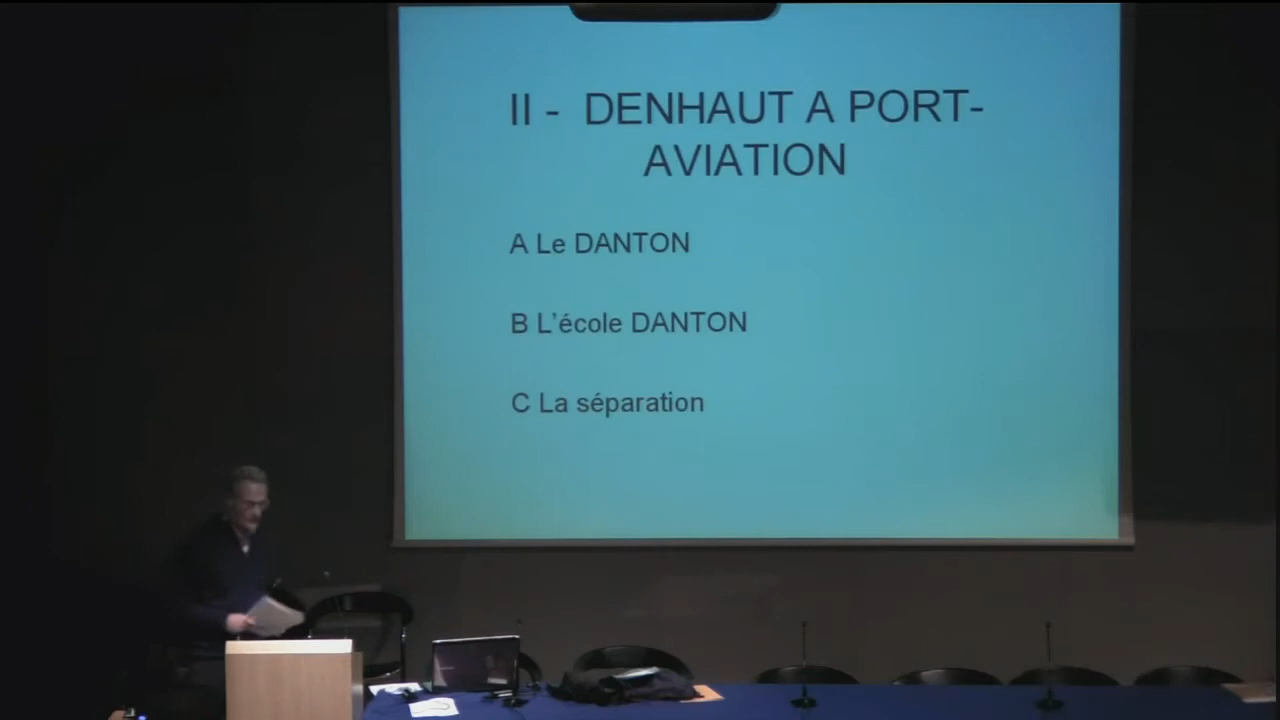 II - DENHAUT A PORT-
AVIATION
A Le DANTON
B L'école DANTON
C La séparation